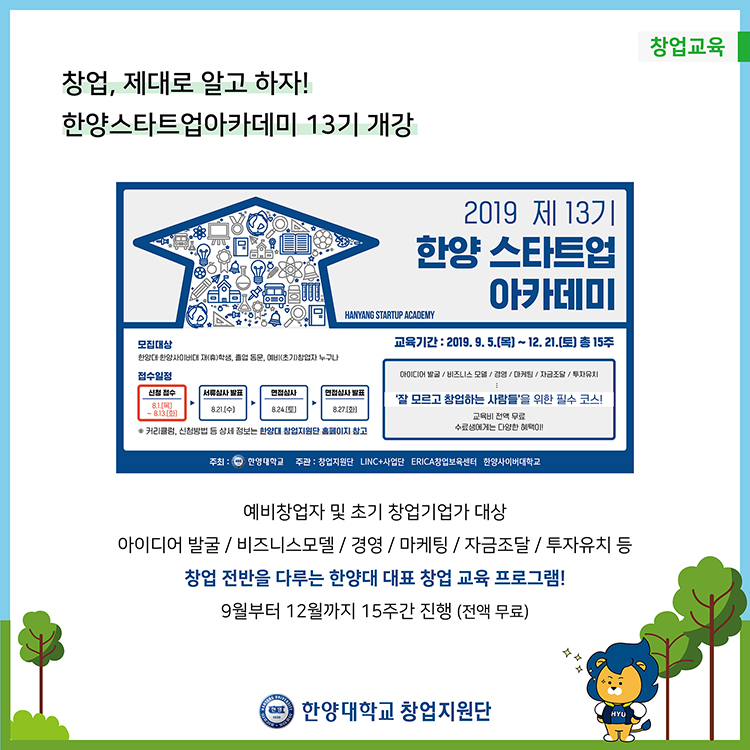 창업교육
창업, 제대로 알고 하자!
한양스타트업아카데미 13기 개강
2019 제 13기
한양 스타트업
아카데미
HANYANG STARTUP ACADEMY
모집대상
한양대·한양사이버대 재(휴)학생, 졸업 동문, 예비(초기)창업자 누구나
접수일정
신청 접수
8.1.(목)
~ 8.13.(화)
서류심사 발표
8.21.(수)
면접심사
8.24.(토)
면접심사 발표
8.27.(화)
※ 커리큘럼, 신청방법 등 상세 정보는 한양대 창업지원단 홈페이지 참고
교육기간 : 2019. 9. 5.(목) ~ 12. 21.(토) 총 15주
아이디어 발굴 / 비즈니스 모델 / 경영 / 마케팅 / 자금조달 / 투자유치
⋮
'잘 모르고 창업하는 사람들'을 위한 필수 코스!
교육비 전액 무료
수료생에게는 다양한 혜택이!
주최 : 한양대학교 주관 : 창업지원단 LINC+사업단 ERICA창업보육센터 한양사이버대학교
예비창업자 및 초기 창업기업가 대상
아이디어 발굴 / 비즈니스모델 / 경영 / 마케팅 / 자금조달 / 투자유치 등
창업 전반을 다루는 한양대 대표 창업 교육 프로그램!
9월부터 12월까지 15주간 진행 (전액 무료)
HYU
한양대학교 창업지원단